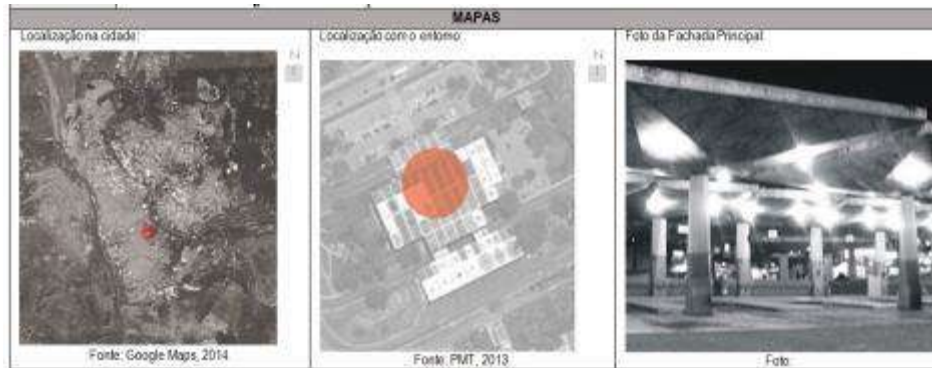 MAPAS
Localização na cidade:
Localização com o entorno:
Foto da Fachada Principal:
N
N
Fonte: Google Maps, 2014
Fonte: PMT, 2013
Foto: